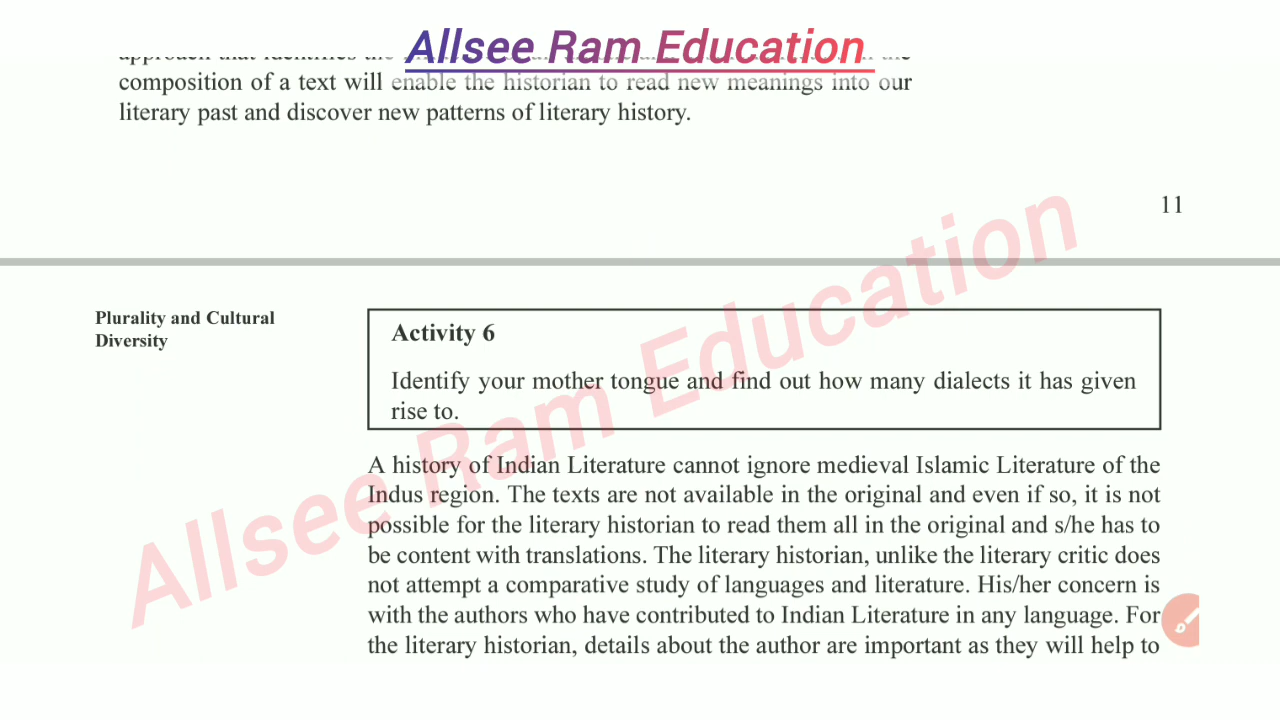 Allsee Ram Education
approach that identifies the
composition of a text will enable the historian to read new meanings into our
literary past and discover new patterns of literary history.
11
Plurality and Cultural
Diversity
Activity 6
Identify your mother tongue and find out how many dialects it has given
rise to.
A history of Indian Literature cannot ignore medieval Islamic Literature of the
Indus region. The texts are not available in the original and even if so, it is not
possible for the literary historian to read them all in the original and s/he has to
be content with translations. The literary historian, unlike the literary critic does
not attempt a comparative study of languages and literature. His/her concern is
with the authors who have contributed to Indian Literature in any language. For
the literary historian, details about the author are important as they will help to
Allsee Ram Education